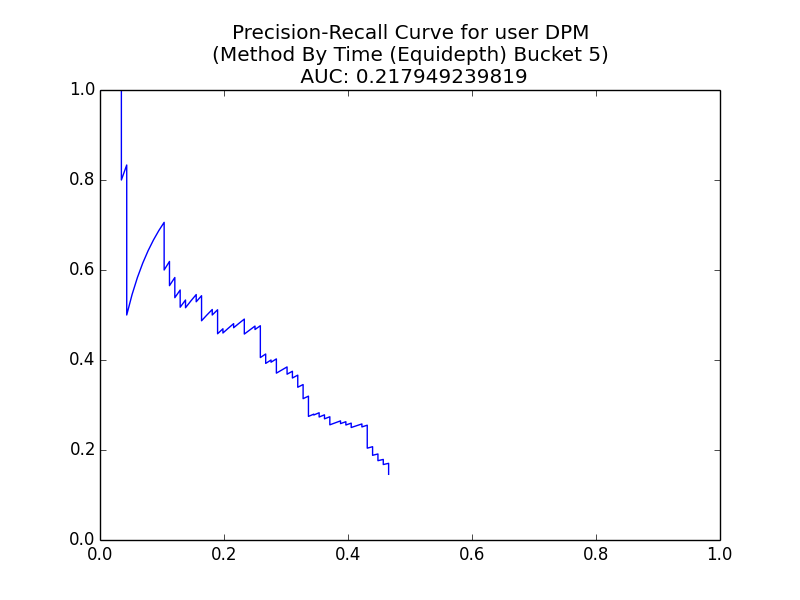 Precision-Recall Curve for user DPM
(Method By Time (Equidepth) Bucket 5)
AUC: 0.217949239819
1.0
0.8
0.6
0.4
0.2
0.0
0.0 0.2 0.4 0.6 0.8 1.0